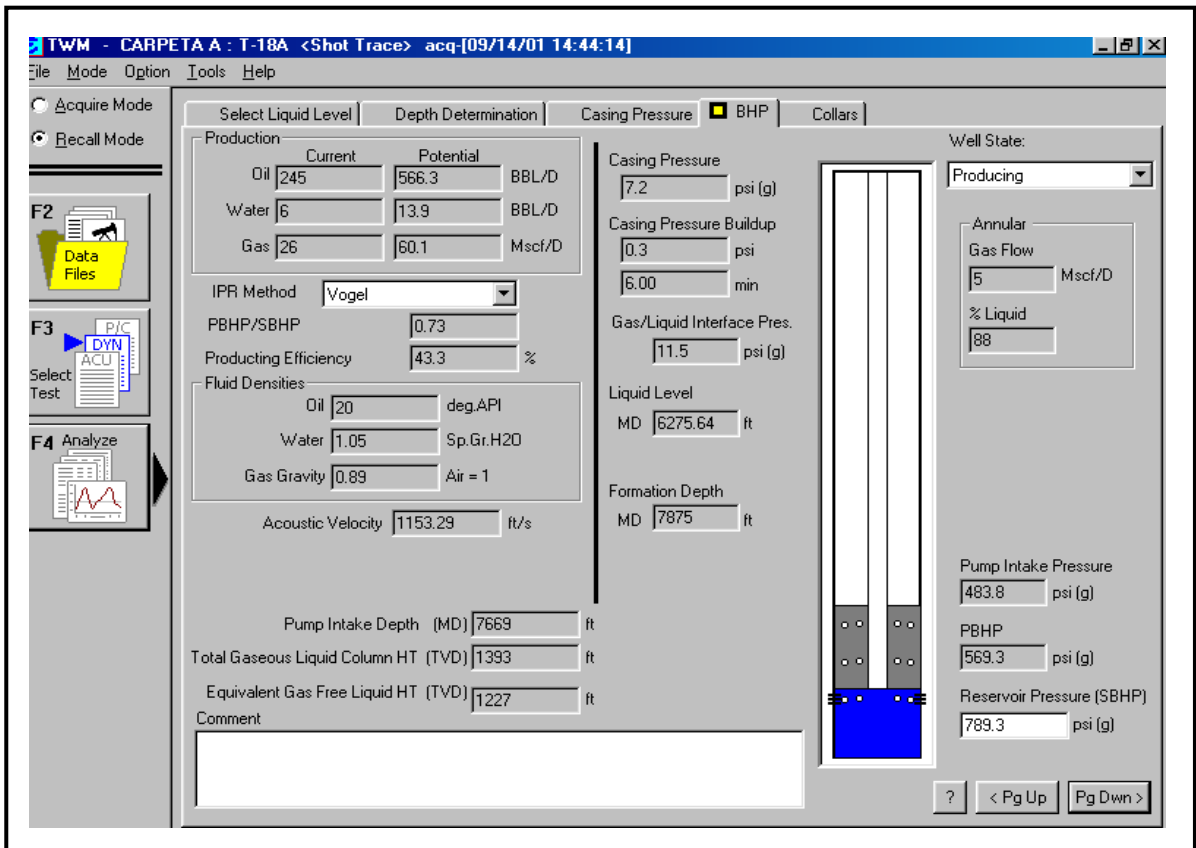 TWM - CARPETA A : T-18A <Shot Trace> acq-[09/14/01 14:44:14]
File Mode Option Tools Help
Acquire Mode
Recall Mode
F2
Data
Files
F3
P/C
DYN
ACU
Select
Test
F4 Analyze
Select Liquid Level Depth Determination Casing Pressure BHP Collars
Production
Current Potential
Oil 245 566.3 BBL/D
Water 6 13.9 BBL/D
Gas 26 60.1 Mscf/D
IPR Method Vogel
PBHP/SBHP 0.73
Producting Efficiency 43.3 %
Fluid Densities
Oil 20 deg.API
Water 1.05 Sp.Gr.H2O
Gas Gravity 0.89 Air = 1
Acoustic Velocity 1153.29 ft/s
Pump Intake Depth (MD) 7669 ft
Total Gaseous Liquid Column HT (TVD) 1393 ft
Equivalent Gas Free Liquid HT (TVD) 1227 ft
Comment
Casing Pressure
7.2 psi (g)
Casing Pressure Buildup
0.3 psi
6.00 min
Gas/Liquid Interface Pres.
11.5 psi (g)
Liquid Level
MD 6275.64 ft
Formation Depth
MD 7875 ft
Well State:
Producing
Annular
Gas Flow
5 Mscf/D
% Liquid
88
Pump Intake Pressure
483.8 psi (g)
PBHP
569.3 psi (g)
Reservoir Pressure (SBHP)
789.3 psi (g)
? < Pg Up Pg Dwn >